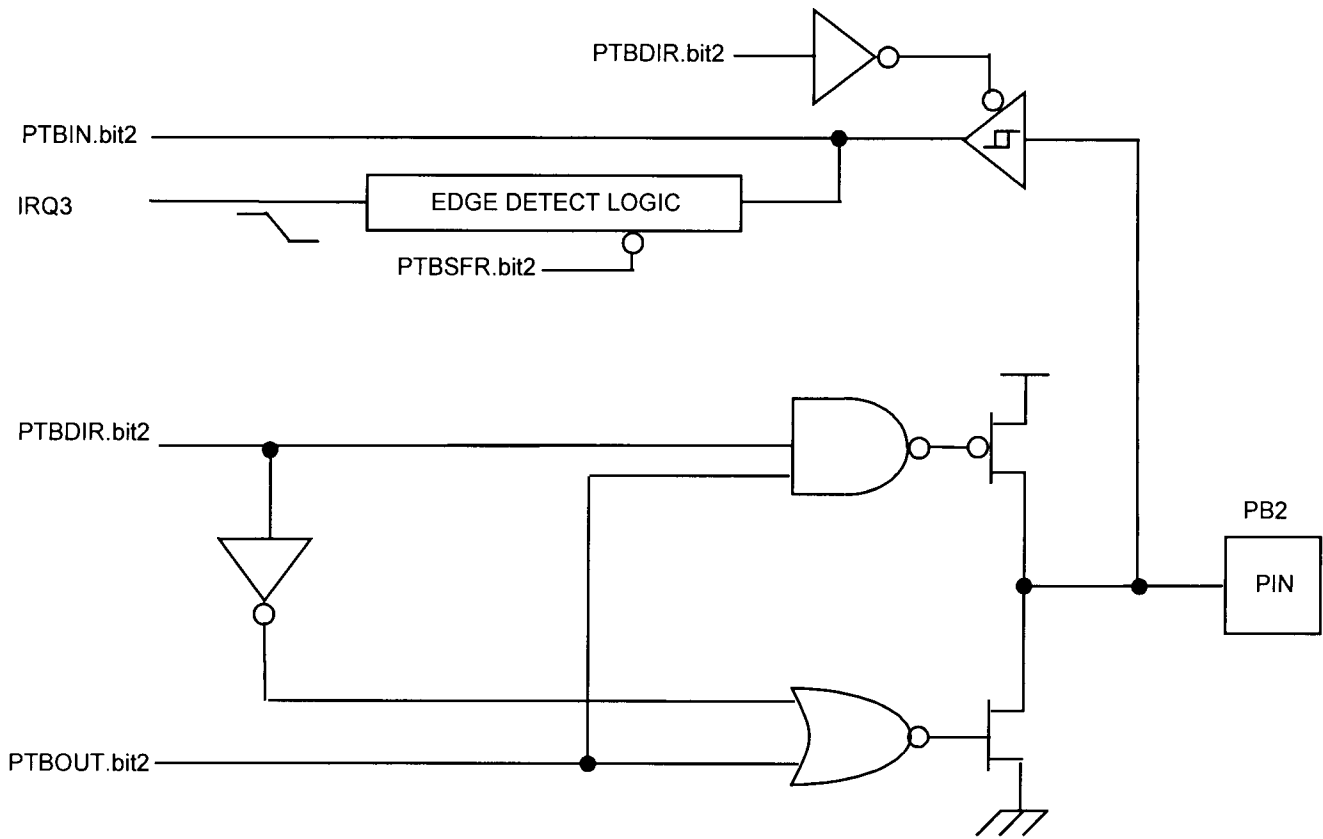 PTBDIR.bit2
PTBIN.bit2
IRQ3
EDGE DETECT LOGIC
PTBSFR.bit2
PTBDIR.bit2
PB2
PIN
PTBOUT.bit2